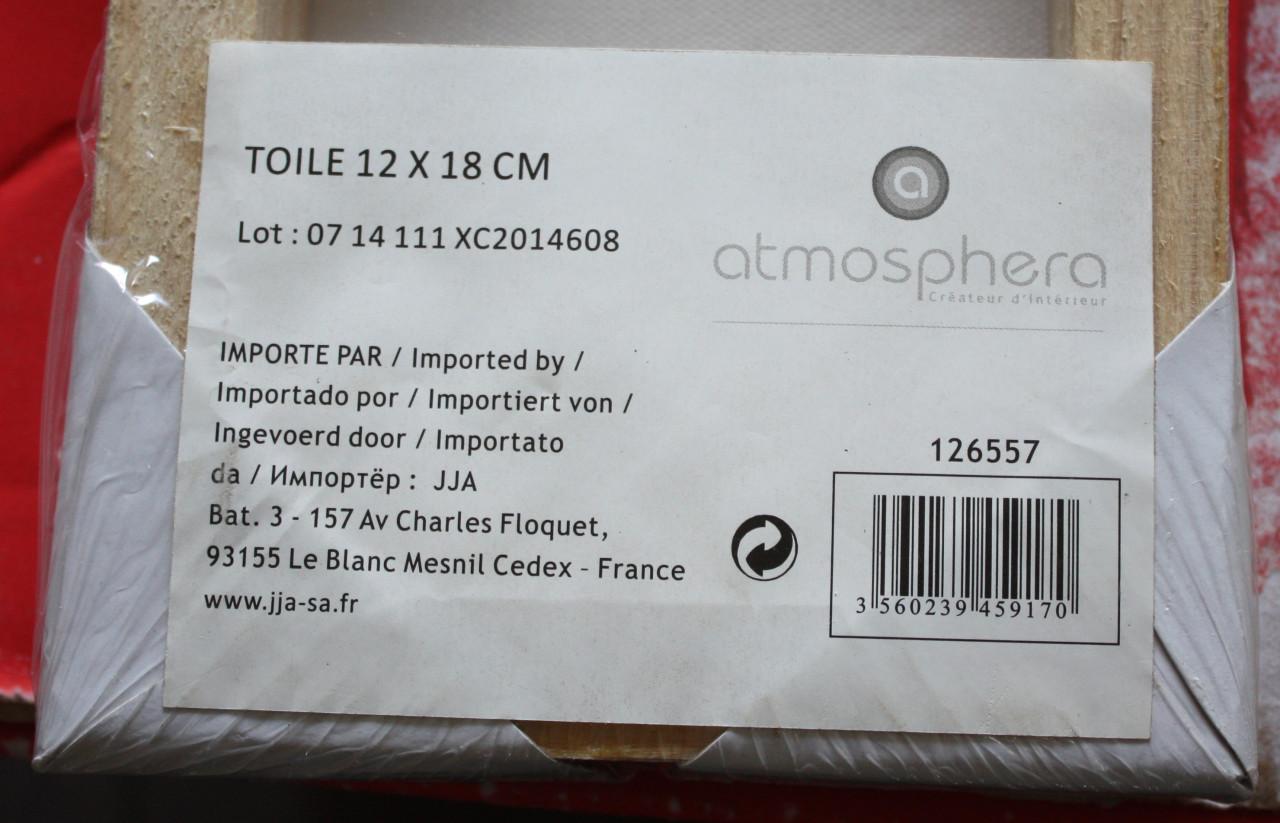 TOILE 12 X 18 CM
Lot : 07 14 111 XC2014608
a
atmosphera
Créateur d'intérieur
IMPORTE PAR / Imported by /
Importado por / Importiert von /
Ingevoerd door / Importato
da / Импортёр : JJA
Bat. 3 - 157 Av Charles Floquet,
93155 Le Blanc Mesnil Cedex - France
www.jja-sa.fr
126557
3 560239 459170